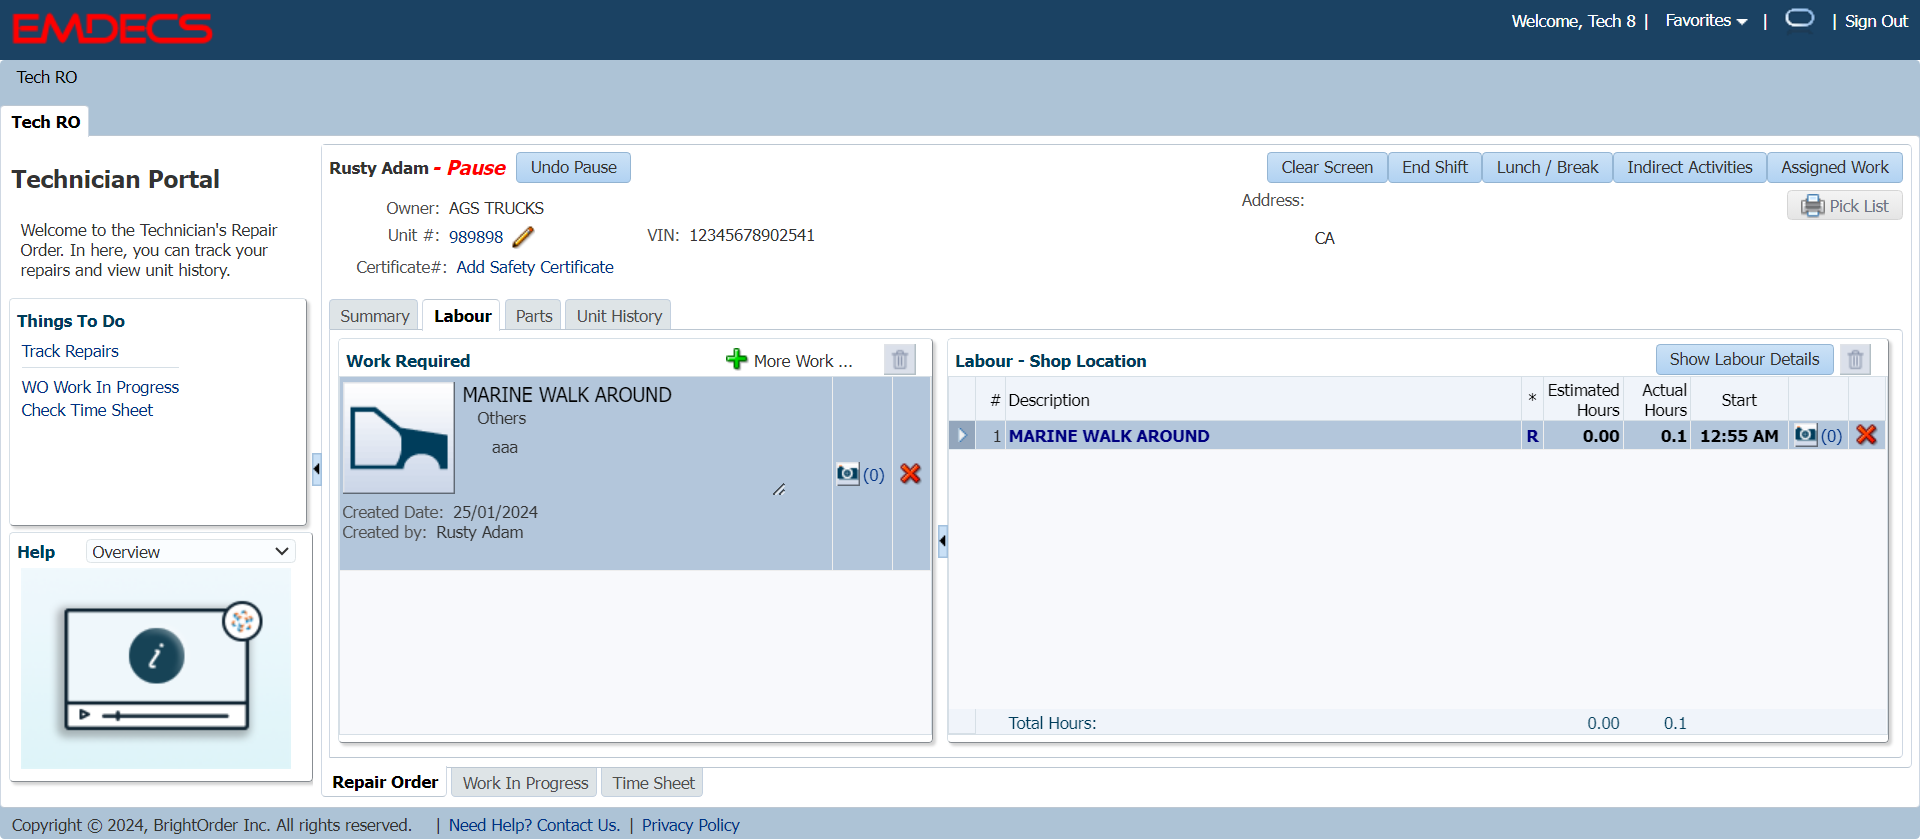 EMDECS
Welcome, Tech 8 | Favorites | | Sign Out
Tech RO
Tech RO
Technician Portal
Welcome to the Technician's Repair
Order. In here, you can track your
repairs and view unit history.
Things To Do
Track Repairs
WO Work In Progress
Check Time Sheet
Help Overview
i
Rusty Adam - Pause Undo Pause
Clear Screen End Shift Lunch / Break Indirect Activities Assigned Work
Owner: AGS TRUCKS
Address:
Pick List
Unit #: 989898 VIN: 12345678902541
CA
Certificate#: Add Safety Certificate
Summary Labour Parts Unit History
Work Required More Work ...
MARINE WALK AROUND
Others
aaa
(0)
Created Date: 25/01/2024
Created by: Rusty Adam
Labour - Shop Location Show Labour Details
# Description * Estimated Hours Actual Hours Start
1 MARINE WALK AROUND R 0.00 0.1 12:55 AM (0)
Total Hours: 0.00 0.1
Repair Order Work In Progress Time Sheet
Copyright © 2024, BrightOrder Inc. All rights reserved. | Need Help? Contact Us. | Privacy Policy